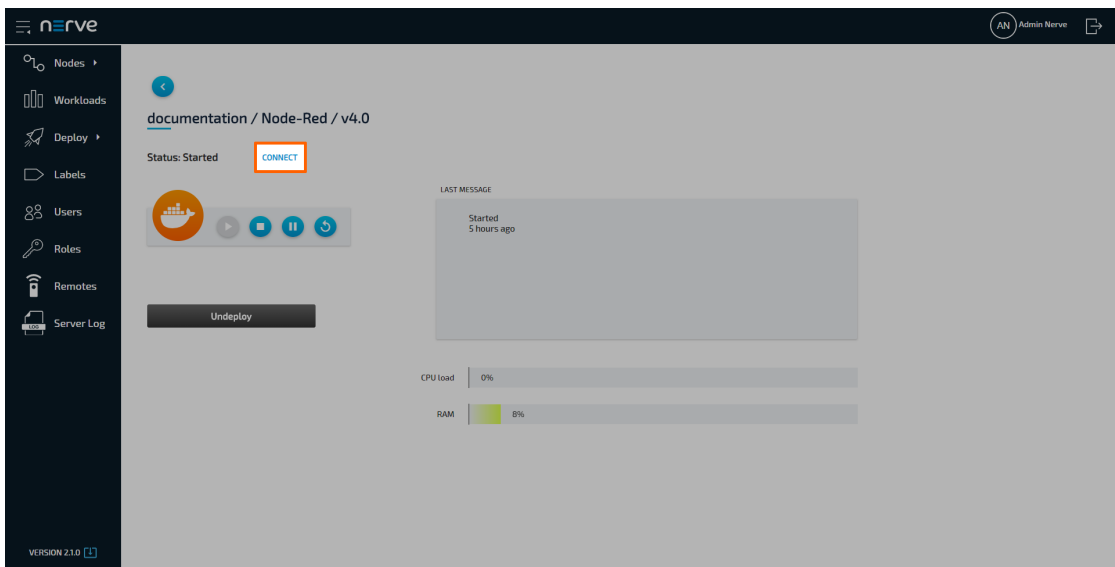 nerve
AN Admin Nerve
Nodes
Workloads
Deploy
Labels
Users
Roles
Remotes
LOG Server Log
VERSION 2.1.0
documentation / Node-Red / v4.0
Status: Started CONNECT
Undeploy
LAST MESSAGE
Started
5 hours ago
CPU load 0%
RAM 8%